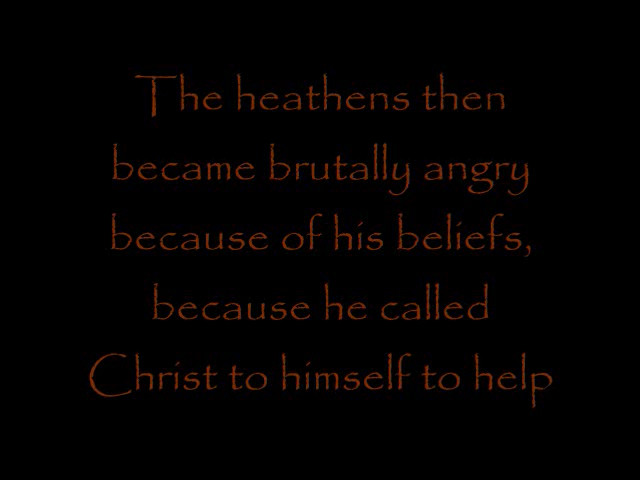 The heathens then
became brutally angry
because of his beliefs,
because he called
Christ to himself to help